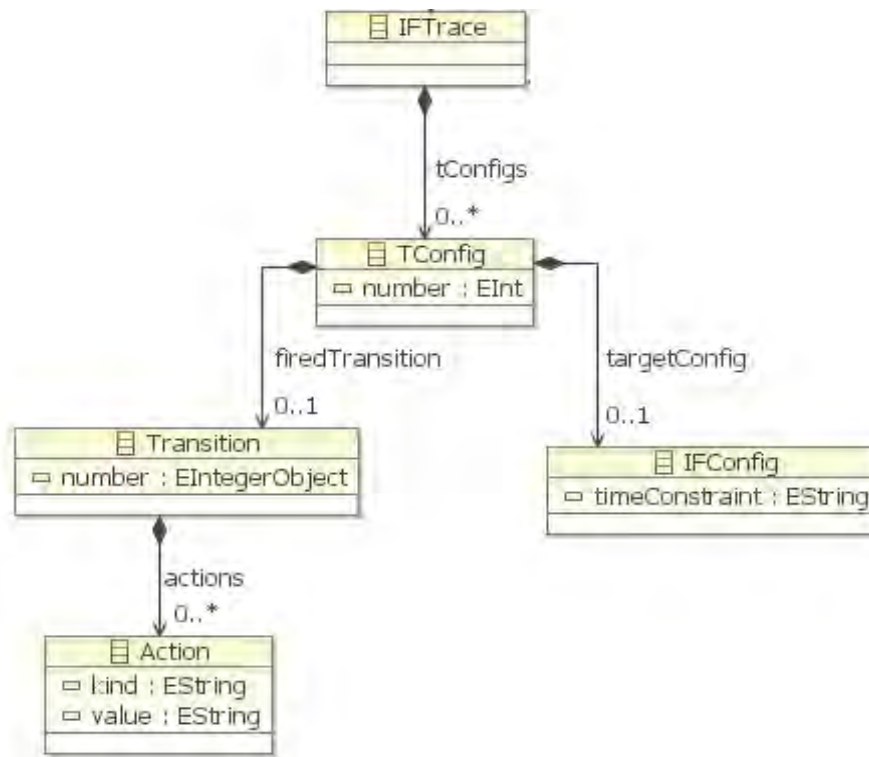 IFTrace
tConfigs
0..*
TConfig
number : EInt
firedTransition
targetConfig
0..1
0..1
Transition
number : EIntegerObject
IFConfig
timeConstraint : EString
actions
0..*
Action
kind : EString
value : EString